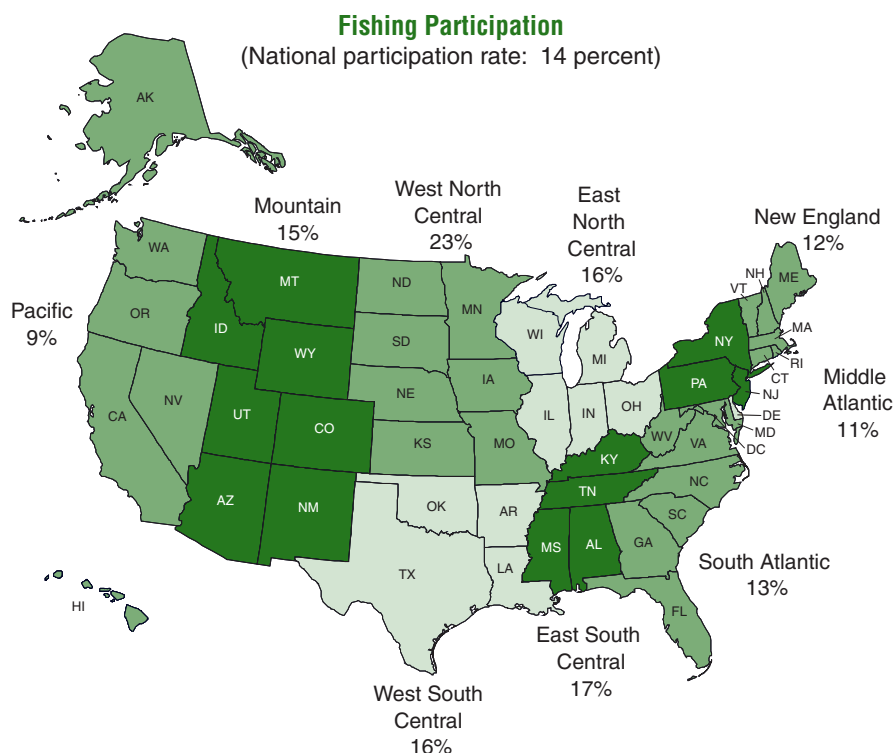 Fishing Participation
(National participation rate: 14 percent)
AK
Mountain
15%
West North
Central
23%
East
North
Central
16%
New England
12%
Pacific
9%
WA
OR
CA
NV
ID
MT
WY
UT
CO
AZ
NM
ND
SD
NE
KS
MN
IA
MO
WI
MI
IL
IN
OH
OK
AR
TX
LA
KY
TN
MS
AL
NY
PA
VT
NH
ME
MA
RI
CT
NJ
DE
MD
DC
WV
VA
NC
SC
GA
FL
HI
Middle
Atlantic
11%
South Atlantic
13%
East South
Central
17%
West South
Central
16%